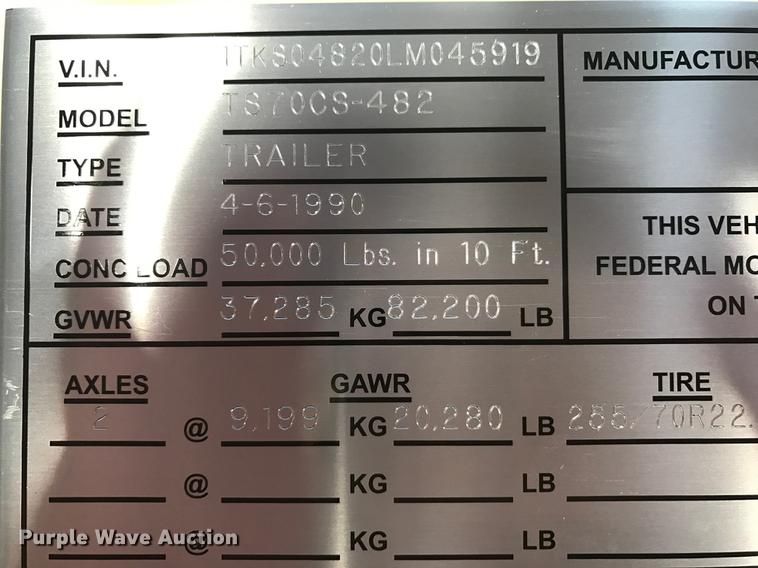 V.I.N. 1TKS04820LM045919
MANUFACTUR
MODEL TS70CS-482
TYPE TRAILER
DATE 4-6-1990
THIS VEH
CONC LOAD 50,000 Lbs. in 10 Ft.
FEDERAL MO
ON T
GVWR 37,285 KG 82,200 LB
AXLES GAWR TIRE
2 @ 9,199 KG 20,280 LB 255/70R22.
@ KG LB
@ KG LB
Purple Wave Auction